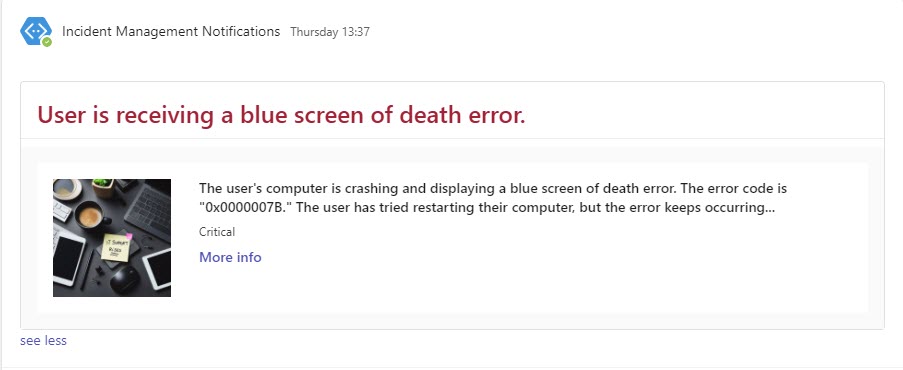 Incident Management Notifications Thursday 13:37
User is receiving a blue screen of death error.
The user's computer is crashing and displaying a blue screen of death error. The error code is
"0x0000007B." The user has tried restarting their computer, but the error keeps occurring...
Critical
More info
see less